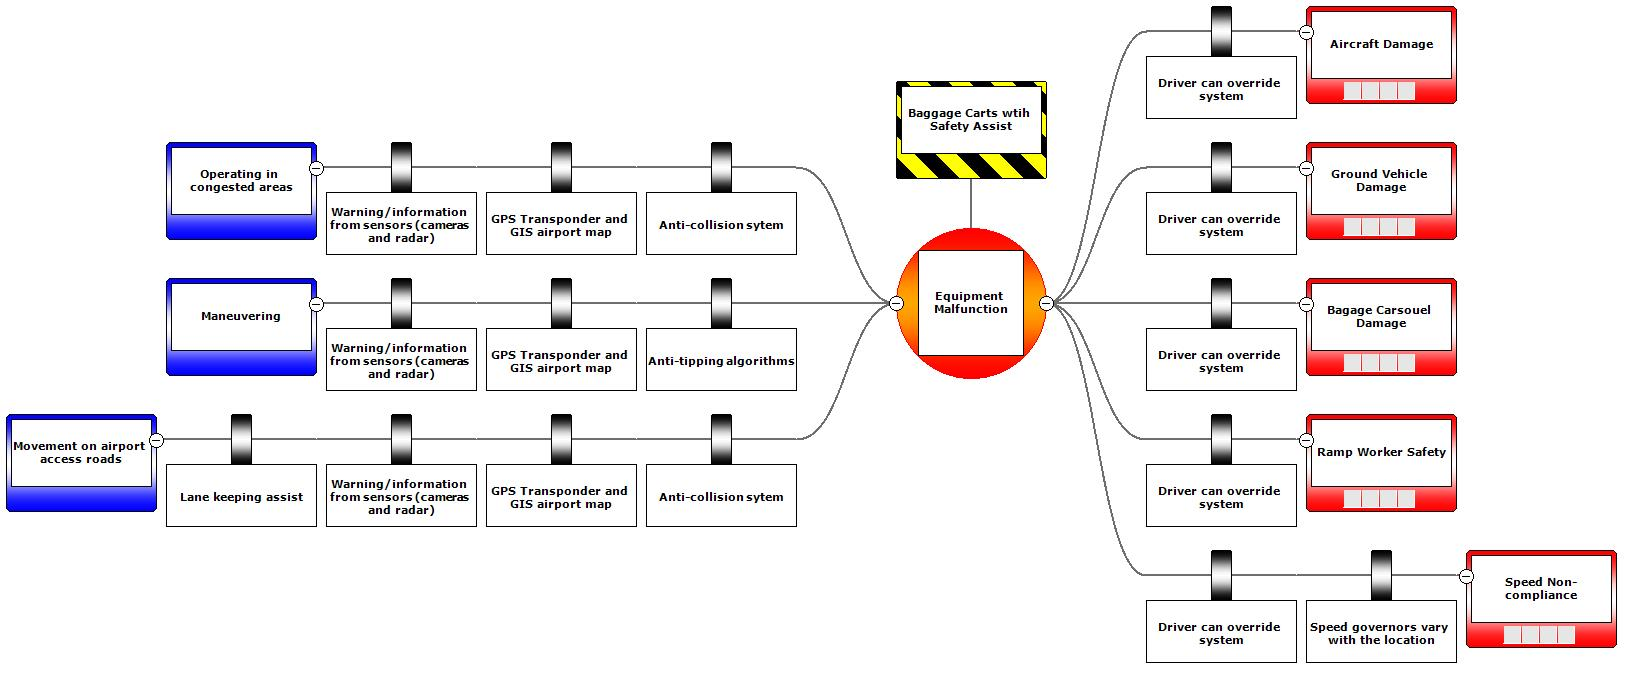 Aircraft Damage
Driver can override
system
Baggage Carts wtih
Safety Assist
Operating in
congested areas
Warning/information
from sensors (cameras
and radar)
GPS Transponder and
GIS airport map
Anti-collision sytem
Ground Vehicle
Damage
Driver can override
system
Equipment
Malfunction
Maneuvering
Warning/information
from sensors (cameras
and radar)
GPS Transponder and
GIS airport map
Anti-tipping algorithms
Bagage Carsouel
Damage
Driver can override
system
Movement on airport
access roads
Lane keeping assist
Warning/information
from sensors (cameras
and radar)
GPS Transponder and
GIS airport map
Anti-collision sytem
Ramp Worker Safety
Driver can override
system
Speed Non-
compliance
Driver can override
system
Speed governors vary
with the location